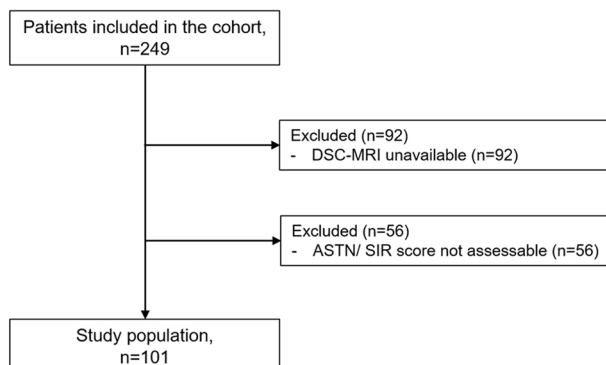 Patients included in the cohort,
n=249
Excluded (n=92)
- DSC-MRI unavailable (n=92)
Excluded (n=56)
- ASTN/ SIR score not assessable (n=56)
Study population,
n=101